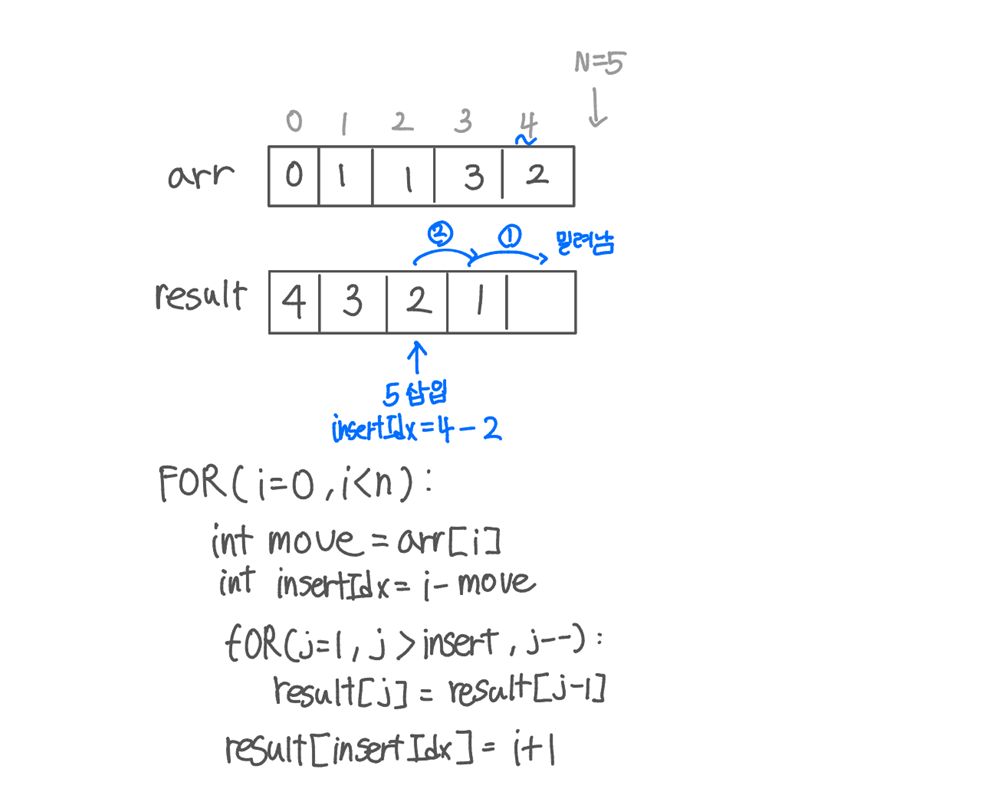 N=5
0 1 2 3 4
arr 0 1 1 3 2
② ① 밀려남
result 4 3 2 1
5 삽입
insertIdx=4-2
FOR(i=0,i<n):
int move=arr[i]
int insertIdx=i-move
fOR(j=1,j>insert,j--):
result[j]=result[j-1]
result[insertIdx]=i+1